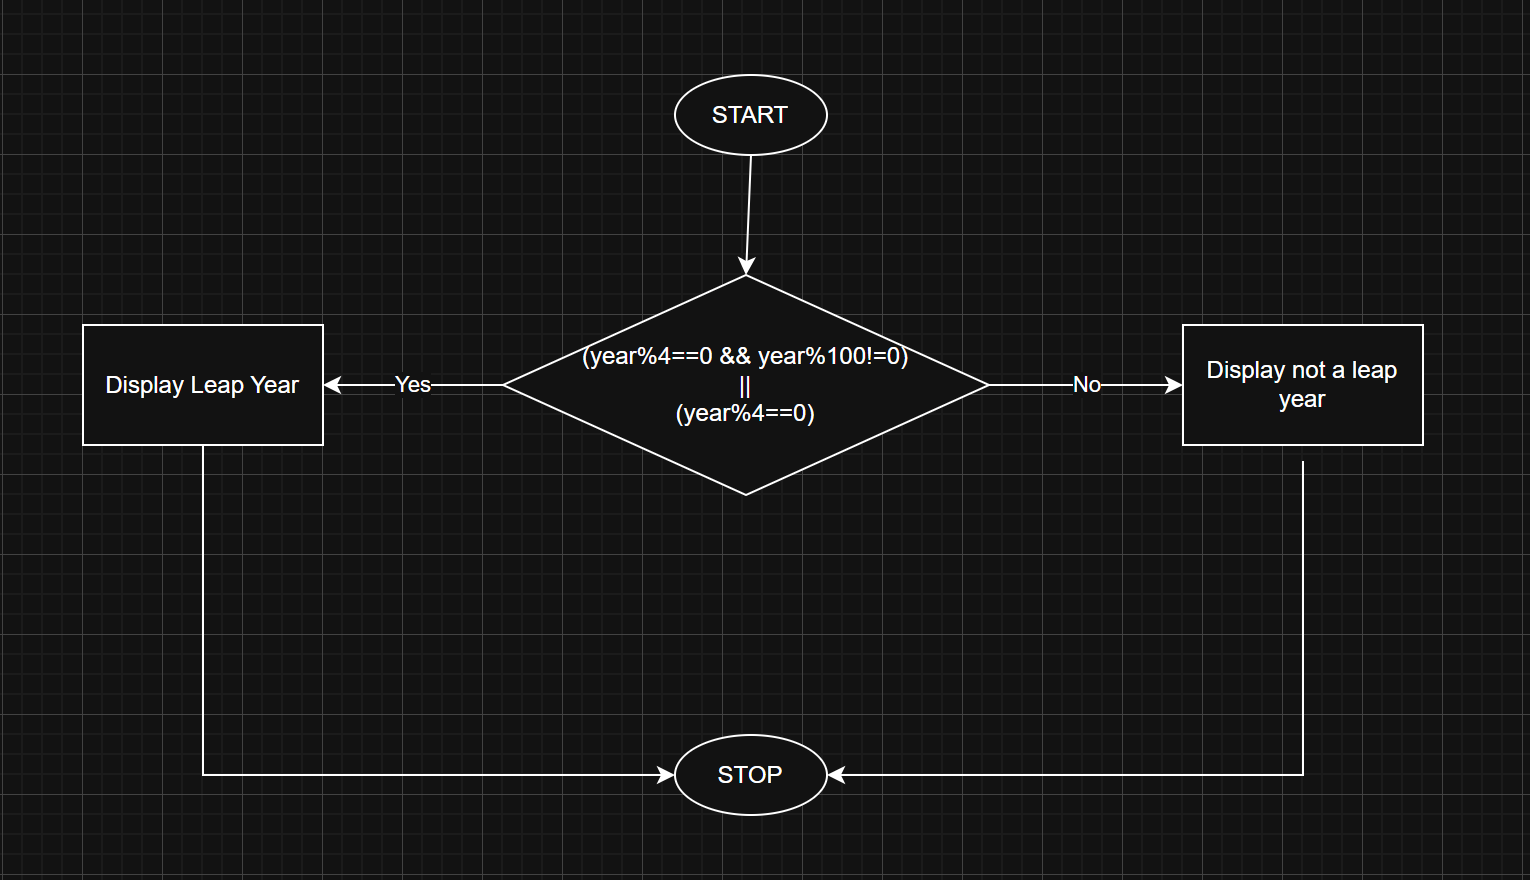 START
(year%4==0 && year%100!=0)
||
(year%4==0)
Display Leap Year
Yes
No
Display not a leap
year
STOP